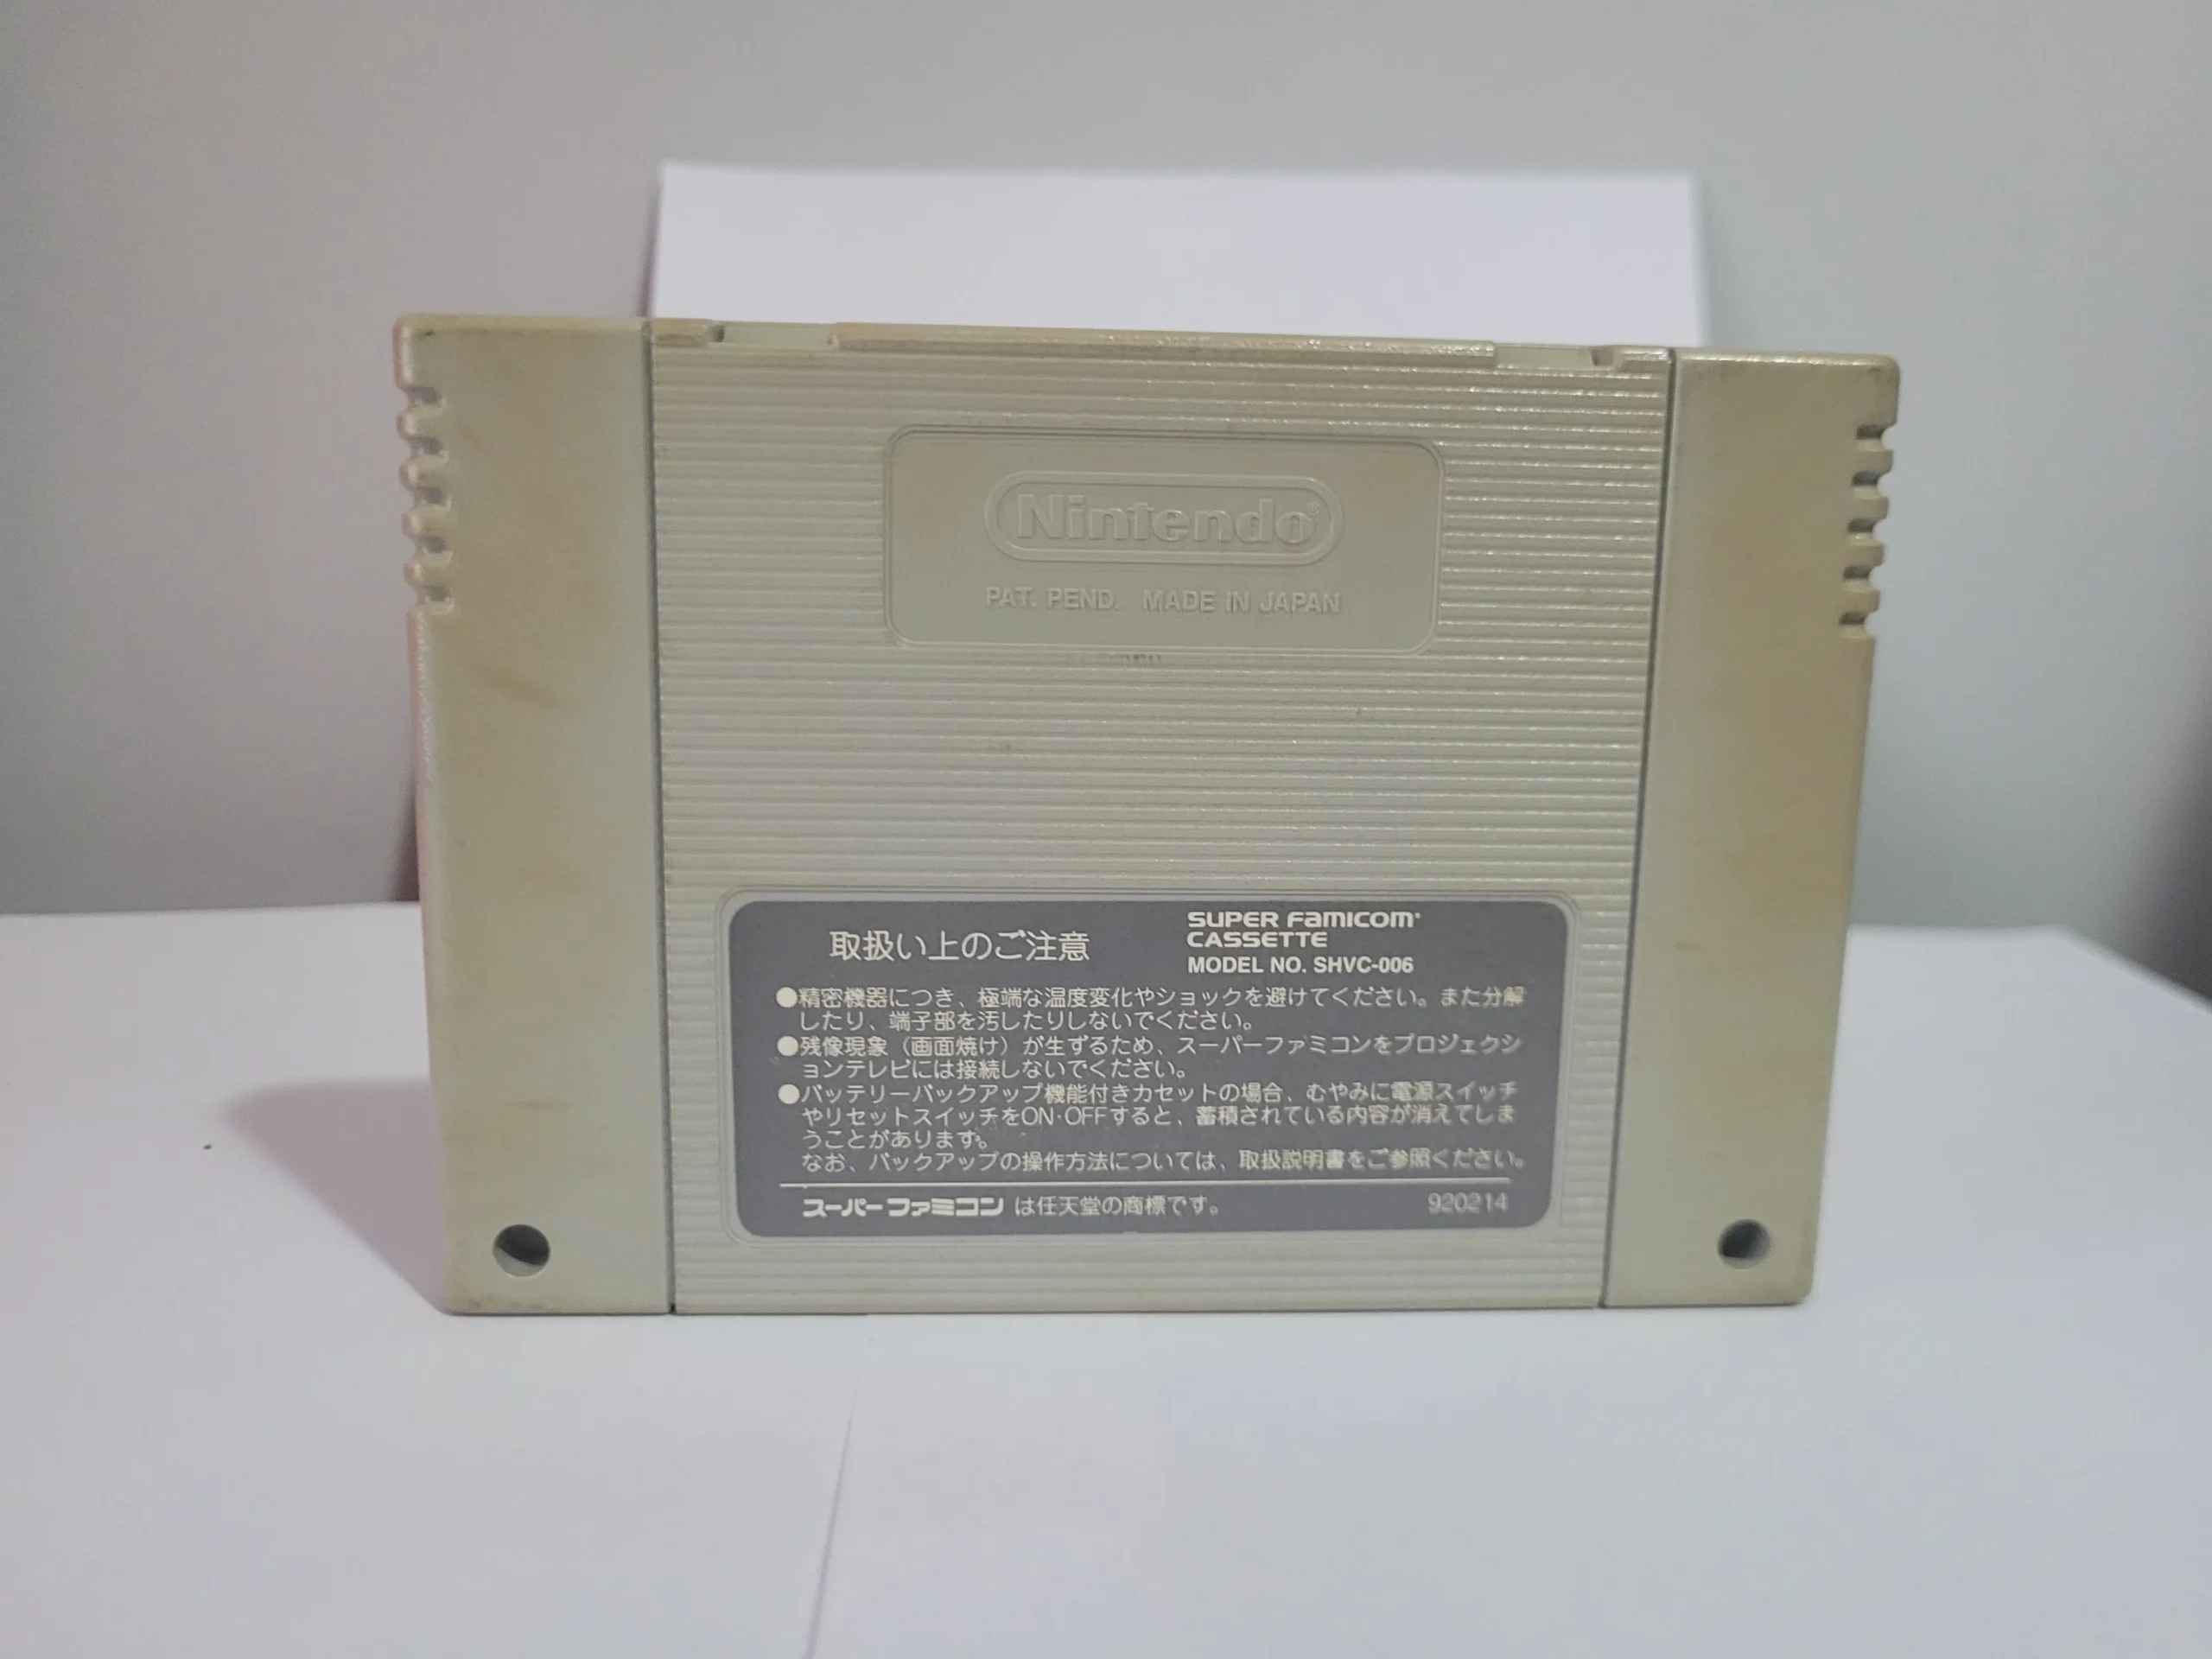 Nintendo®
PAT. PEND. MADE IN JAPAN
取扱い上のご注意
SUPER FAMICOM
CASSETTE
MODEL NO. SHVC-006
●精密機器につき、極端な温度変化やショックを避けてください。また分解
したり、端子部を汚したりしないでください。
●残像現象（画面焼け）が生ずるため、スーパーファミコンをプロジェクシ
ョンテレビには接続しないでください。
●バッテリーバックアップ機能付きカセットの場合、むやみに電源スイッチ
やリセットスイッチをON·OFFすると、蓄積されている内容が消えてしま
うことがあります。
なお、バックアップの操作方法については、取扱説明書をご参照ください。
スーパーファミコンは任天堂の商標です。
920214